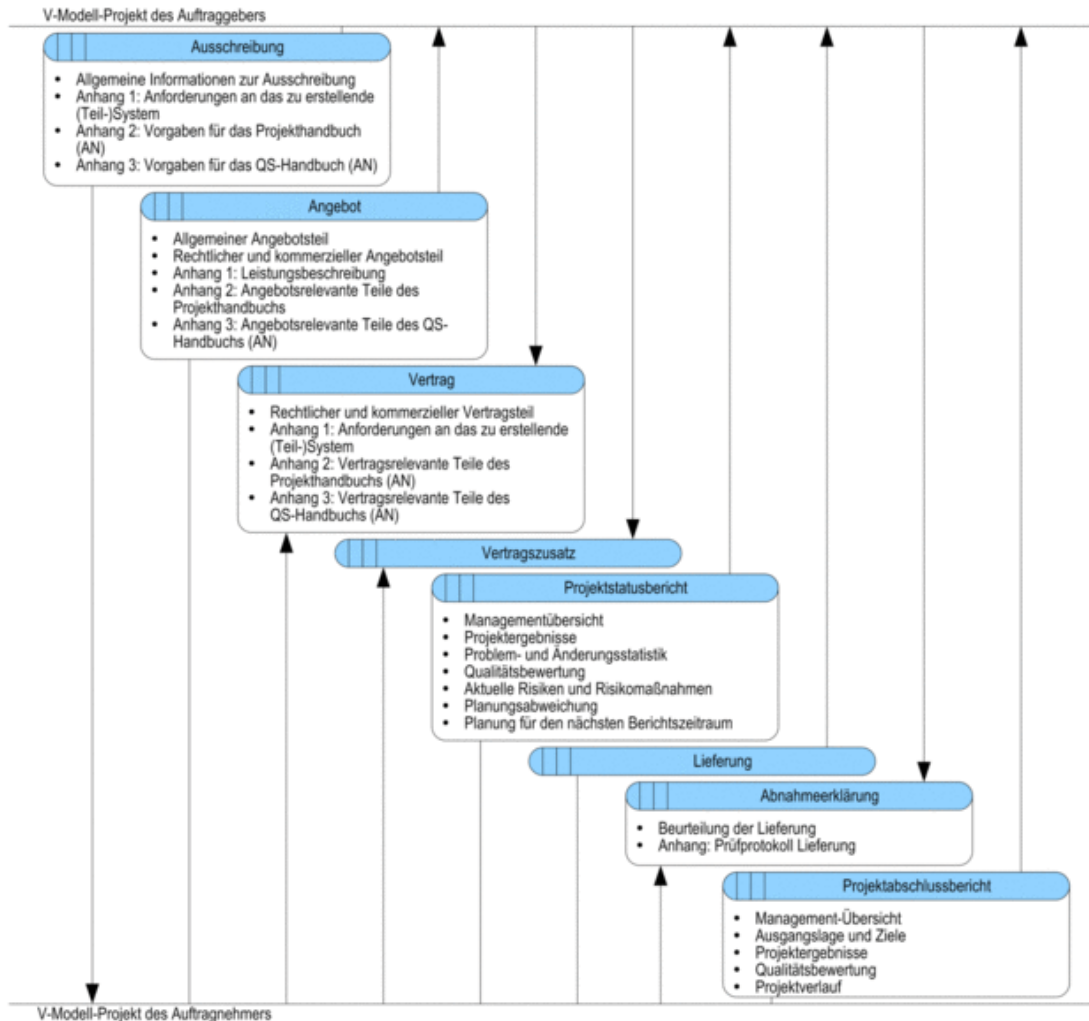 V-Modell-Projekt des Auftraggebers
Ausschreibung
• Allgemeine Informationen zur Ausschreibung
• Anhang 1: Anforderungen an das zu erstellende
(Teil-)System
• Anhang 2: Vorgaben für das Projekthandbuch
(AN)
• Anhang 3: Vorgaben für das QS-Handbuch (AN)
Angebot
• Allgemeiner Angebotsteil
• Rechtlicher und kommerzieller Angebotsteil
• Anhang 1: Leistungsbeschreibung
• Anhang 2: Angebotsrelevante Teile des
Projekthandbuchs
• Anhang 3: Angebotsrelevante Teile des QS-
Handbuchs (AN)
Vertrag
• Rechtlicher und kommerzieller Vertragsteil
• Anhang 1: Anforderungen an das zu erstellende
(Teil-)System
• Anhang 2: Vertragsrelevante Teile des
Projekthandbuchs (AN)
• Anhang 3: Vertragsrelevante Teile des
QS-Handbuchs (AN)
Vertragszusatz
Projektstatusbericht
• Managementübersicht
• Projektergebnisse
• Problem- und Änderungsstatistik
• Qualitätsbewertung
• Aktuelle Risiken und Risikomaßnahmen
• Planungsabweichung
• Planung für den nächsten Berichtszeitraum
Lieferung
Abnahmeerklärung
• Beurteilung der Lieferung
• Anhang: Prüfprotokoll Lieferung
Projektabschlussbericht
• Management-Übersicht
• Ausgangslage und Ziele
• Projektergebnisse
• Qualitätsbewertung
• Projektverlauf
V-Modell-Projekt des Auftragnehmers